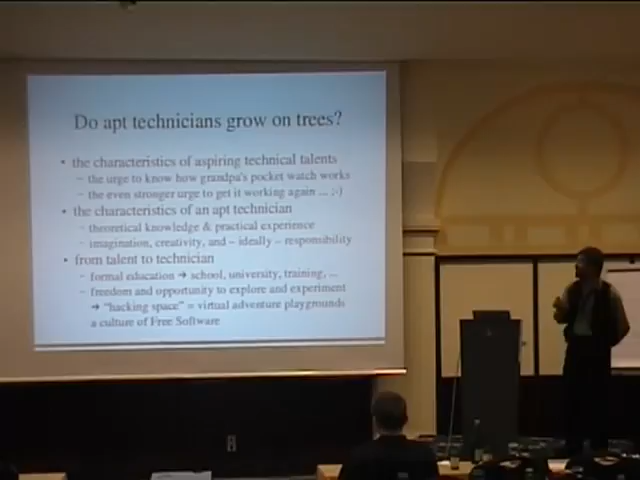 Do apt technicians grow on trees?
• the characteristics of aspiring technical talents
– the urge to know how grandpa's pocket watch works
– the even stronger urge to get it working again ... ;-)
• the characteristics of an apt technician
– theoretical knowledge & practical experience
– imagination, creativity, and – ideally – responsibility
• from talent to technician
– formal education ➔ school, university, training, ...
– freedom and opportunity to explore and experiment
➔ "hacking space" = virtual adventure playgrounds
a culture of Free Software